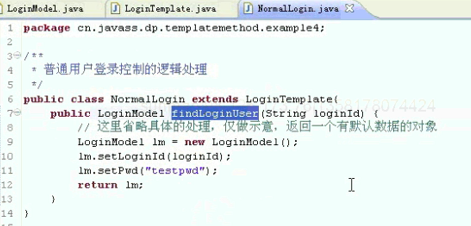 LoginModel.java LoginTemplate.java NormalLogin.java
1 package cn.javass.dp.templatemethod.example4;
2
3 /**
4 * 普通用户登录控制的逻辑处理
5 */
6 public class NormalLogin extends LoginTemplate{
7 public LoginModel findLoginUser(String loginId) {
8 // 这里省略具体的处理，仅做示意，返回一个有默认数据的对象
9 LoginModel lm = new LoginModel();
10 lm.setLoginId(loginId);
11 lm.setPwd("testpwd");
12 return lm;
13 }
14 }